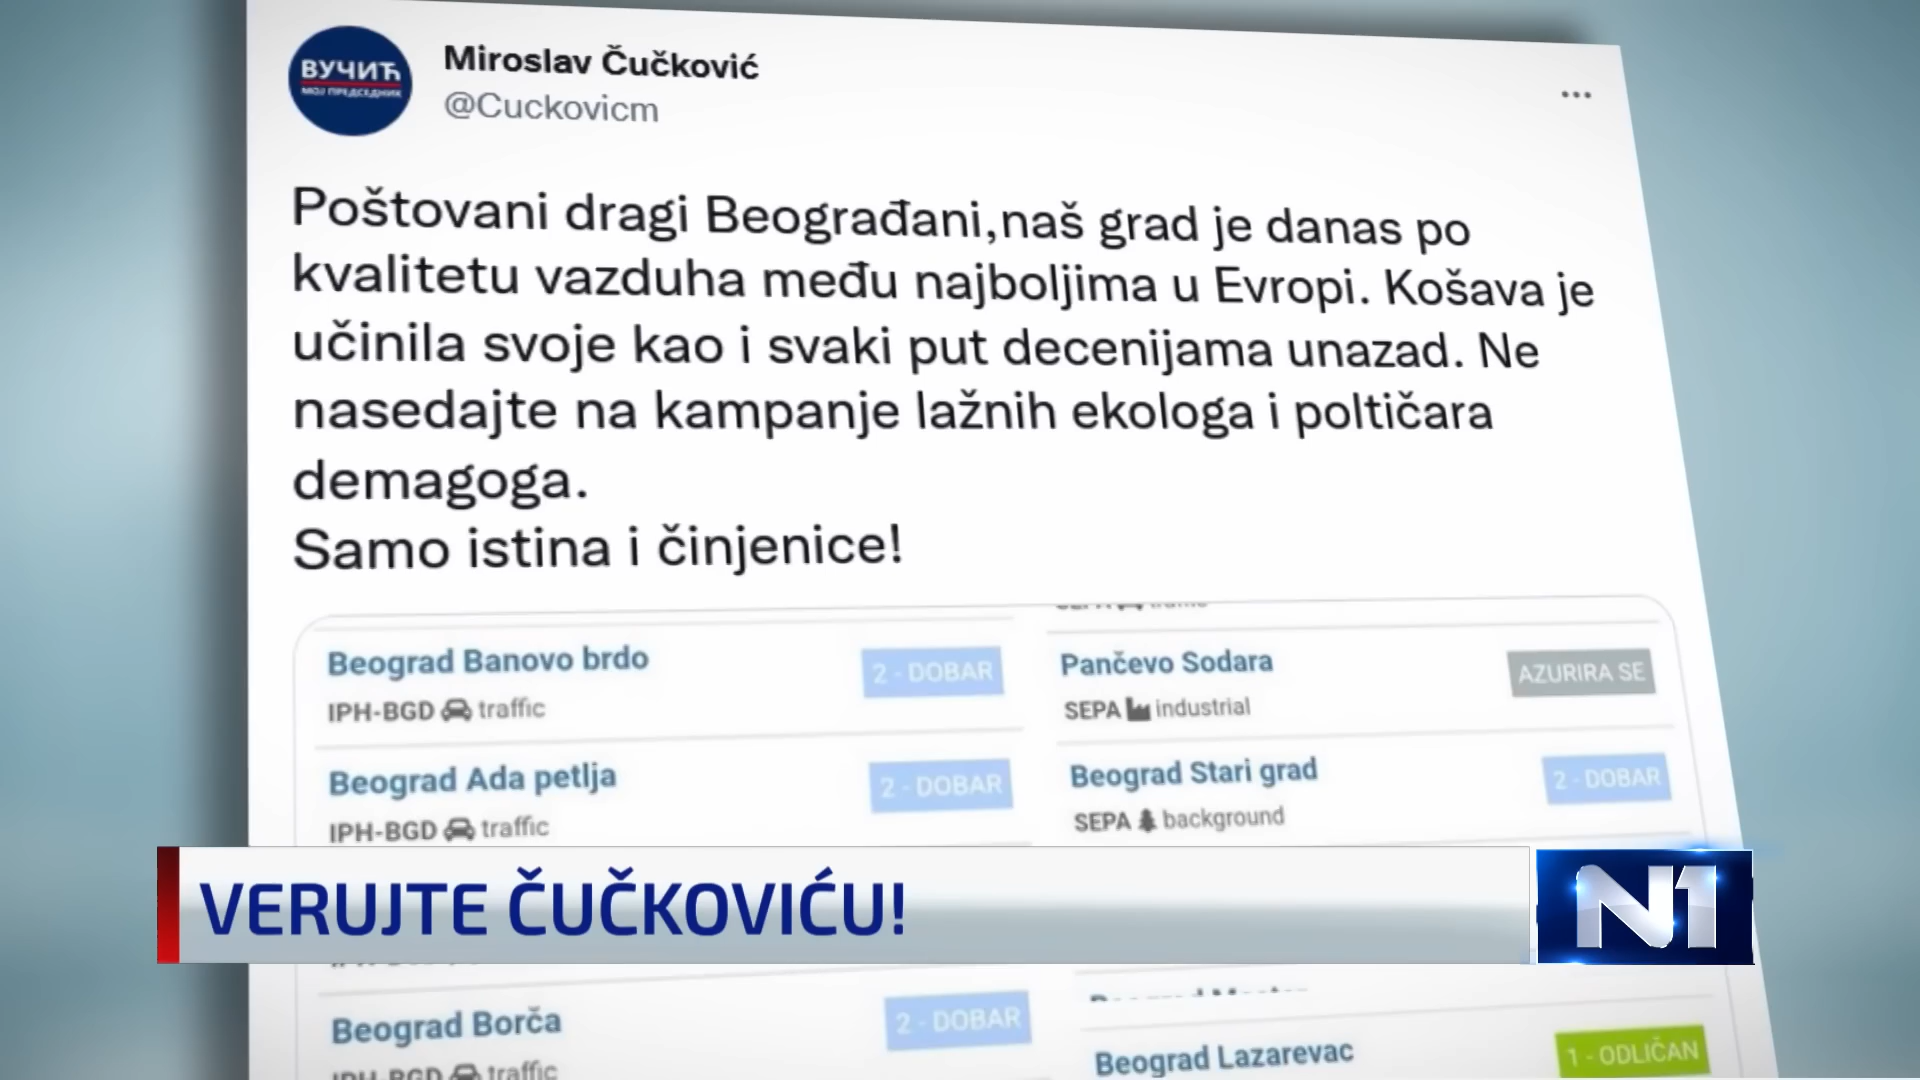 ВУЧИЋ
МОЈ ПРЕДСЕДНИК
Miroslav Čučković
@Cuckovicm
Poštovani dragi Beograđani,naš grad je danas po
kvalitetu vazduha među najboljima u Evropi. Košava je
učinila svoje kao i svaki put decenijama unazad. Ne
nasedajte na kampanje lažnih ekologa i poltičara
demagoga.
Samo istina i činjenice!
Beograd Banovo brdo
2 - DOBAR
IPH-BGD traffic
Beograd Ada petlja
2 - DOBAR
IPH-BGD traffic
Pančevo Sodara
AZURIRA SE
SEPA industrial
Beograd Stari grad
2 - DOBAR
SEPA background
VERUJTE ČUČKOVIĆU!
N1
Beograd Borča
2 - DOBAR
IPH-BGD traffic
Beograd Lazarevac
1 - ODLIČAN